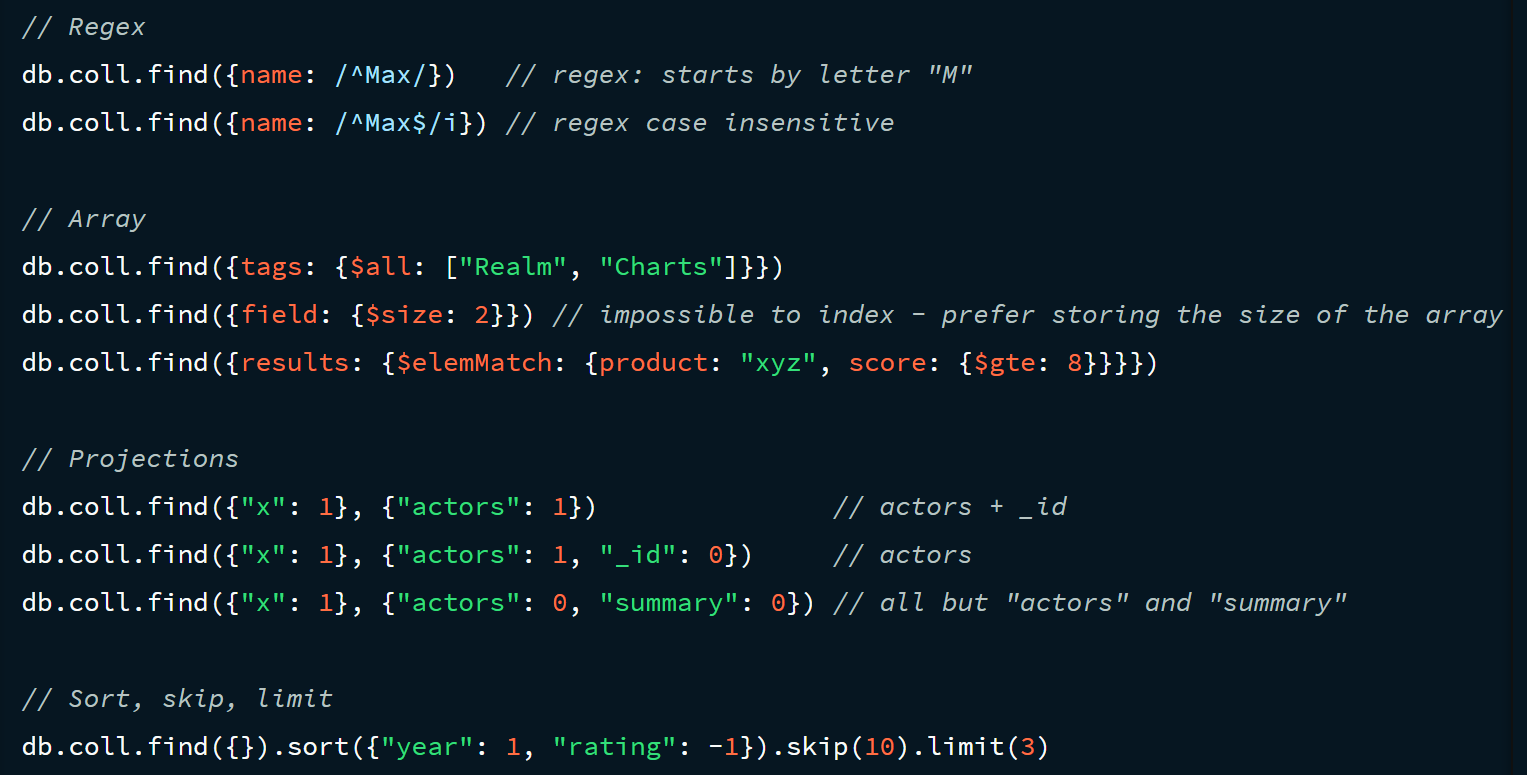 // Regex
db.coll.find({name: /^Max/})   // regex: starts by letter "M"
db.coll.find({name: /^Max$/i}) // regex case insensitive
// Array
db.coll.find({tags: {$all: ["Realm", "Charts"]}})
db.coll.find({field: {$size: 2}}) // impossible to index - prefer storing the size of the array
db.coll.find({results: {$elemMatch: {product: "xyz", score: {$gte: 8}}}})
// Projections
db.coll.find({"x": 1}, {"actors": 1})               // actors + _id
db.coll.find({"x": 1}, {"actors": 1, "_id": 0})     // actors
db.coll.find({"x": 1}, {"actors": 0, "summary": 0}) // all but "actors" and "summary"
// Sort, skip, limit
db.coll.find({}).sort({"year": 1, "rating": -1}).skip(10).limit(3)